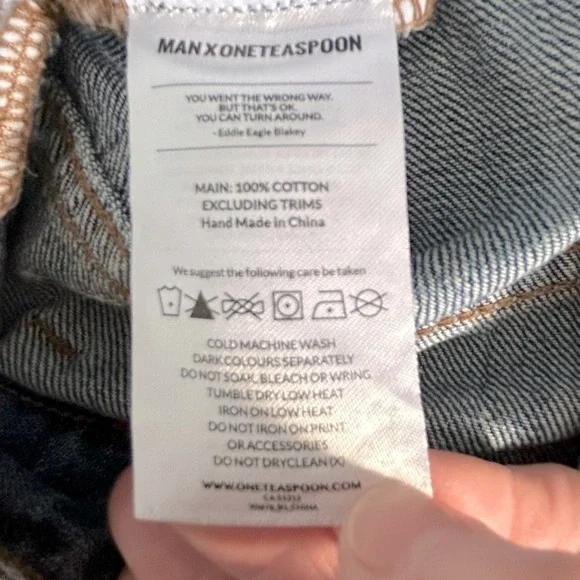 MANXONETEASPOON
YOU WENT THE WRONG WAY.
BUT THAT'S OK.
YOU CAN TURN AROUND.
- Eddie Eagle Blakey
MAIN: 100% COTTON
EXCLUDING TRIMS
Hand Made in China
We suggest the following care be taken
COLD MACHINE WASH
DARK COLOURS SEPARATELY
DO NOT SOAK, BLEACH OR WRING
TUMBLE DRY LOW HEAT
IRON ON LOW HEAT
DO NOT IRON ON PRINT
OR ACCESSORIES
DO NOT DRYCLEAN (X)
WWW.ONETEASPOON.COM